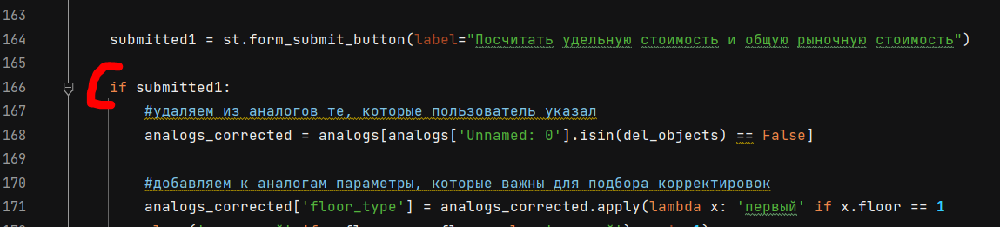 163
164 submitted1 = st.form_submit_button(label="Посчитать удельную стоимость и общую рыночную стоимость")
165
166 if submitted1:
167 #удаляем из аналогов те, которые пользователь указал
168 analogs_corrected = analogs[analogs['Unnamed: 0'].isin(del_objects) == False]
169
170 #добавляем к аналогам параметры, которые важны для подбора корректировок
171 analogs_corrected['floor_type'] = analogs_corrected.apply(lambda x: 'первый' if x.floor == 1